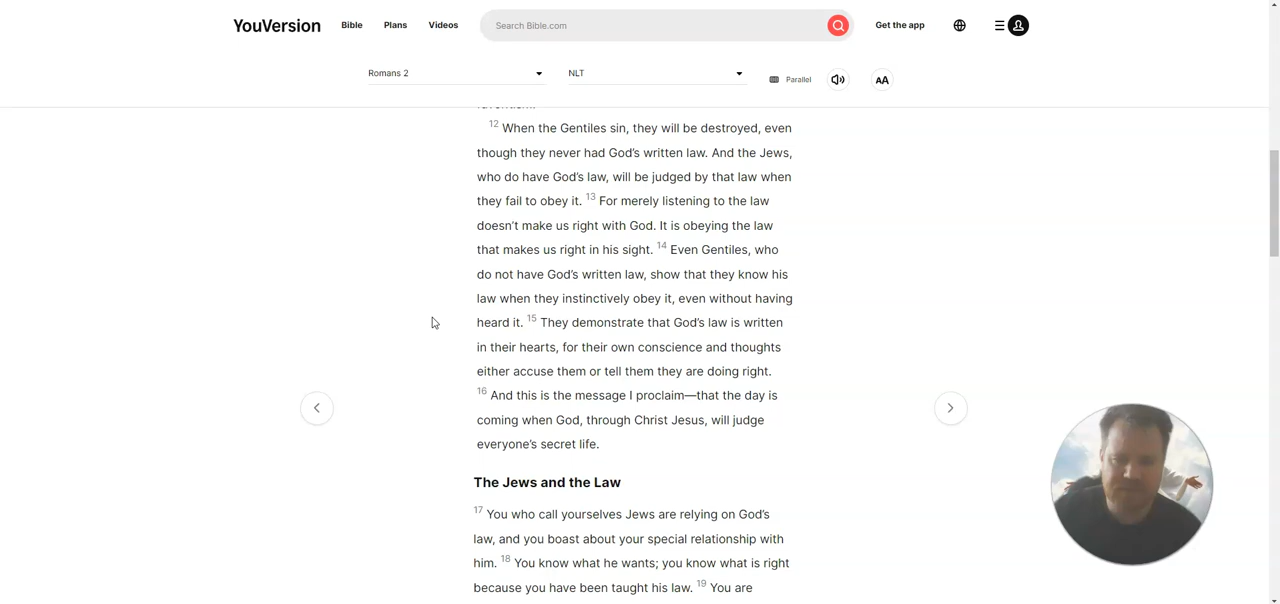 YouVersion
Bible
Plans
Videos
Search Bible.com
Get the app
Romans 2
NLT
Parallel
AA
12 When the Gentiles sin, they will be destroyed, even
though they never had God's written law. And the Jews,
who do have God's law, will be judged by that law when
they fail to obey it. 13 For merely listening to the law
doesn't make us right with God. It is obeying the law
that makes us right in his sight. 14 Even Gentiles, who
do not have God's written law, show that they know his
law when they instinctively obey it, even without having
heard it. 15 They demonstrate that God's law is written
in their hearts, for their own conscience and thoughts
either accuse them or tell them they are doing right.
16 And this is the message I proclaim—that the day is
coming when God, through Christ Jesus, will judge
everyone's secret life.
The Jews and the Law
17 You who call yourselves Jews are relying on God's
law, and you boast about your special relationship with
him. 18 You know what he wants; you know what is right
because you have been taught his law. 19 You are